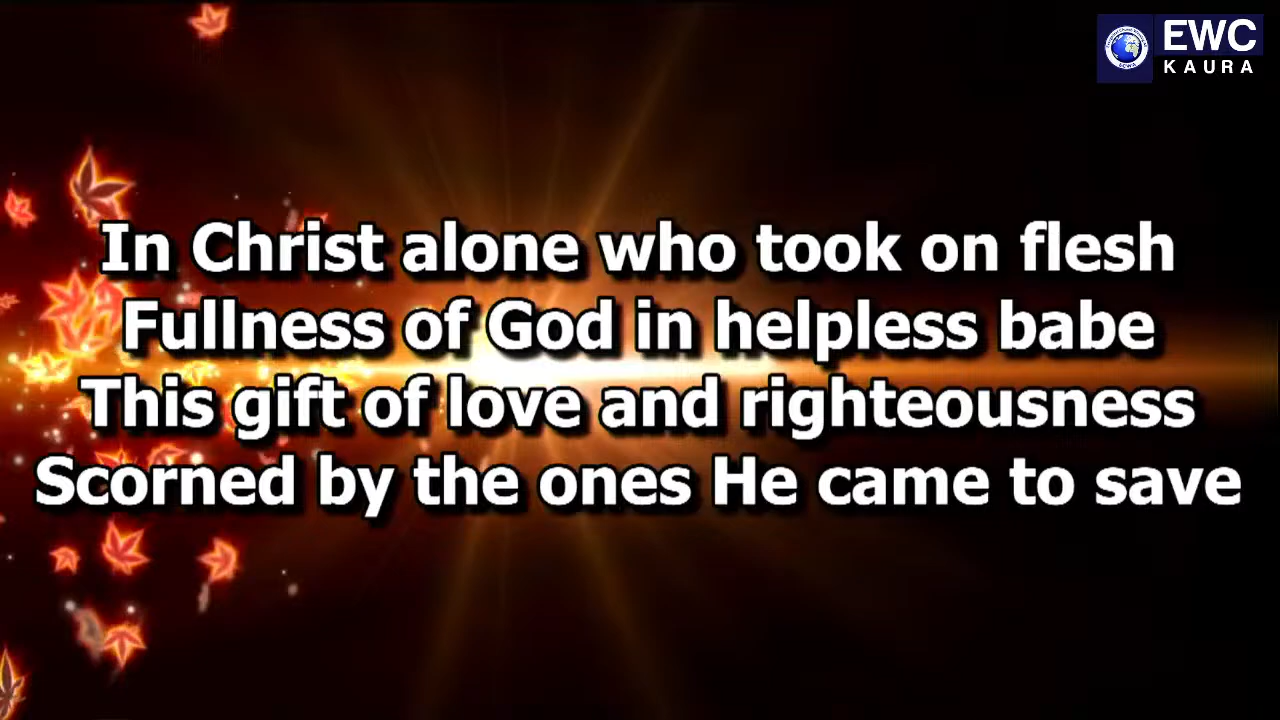 EWC
KAURA
In Christ alone who took on flesh
Fullness of God in helpless babe
This gift of love and righteousness
Scorned by the ones He came to save